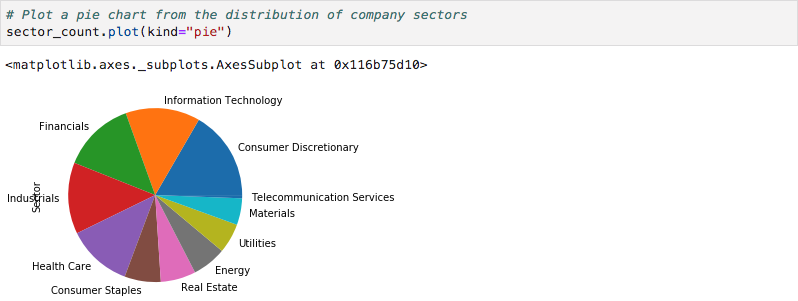 # Plot a pie chart from the distribution of company sectors
sector_count.plot(kind="pie")
<matplotlib.axes._subplots.AxesSubplot at 0x116b75d10>
Information Technology
Financials
Consumer Discretionary
Industrials
Sector
Telecommunication Services
Materials
Utilities
Health Care
Energy
Consumer Staples
Real Estate